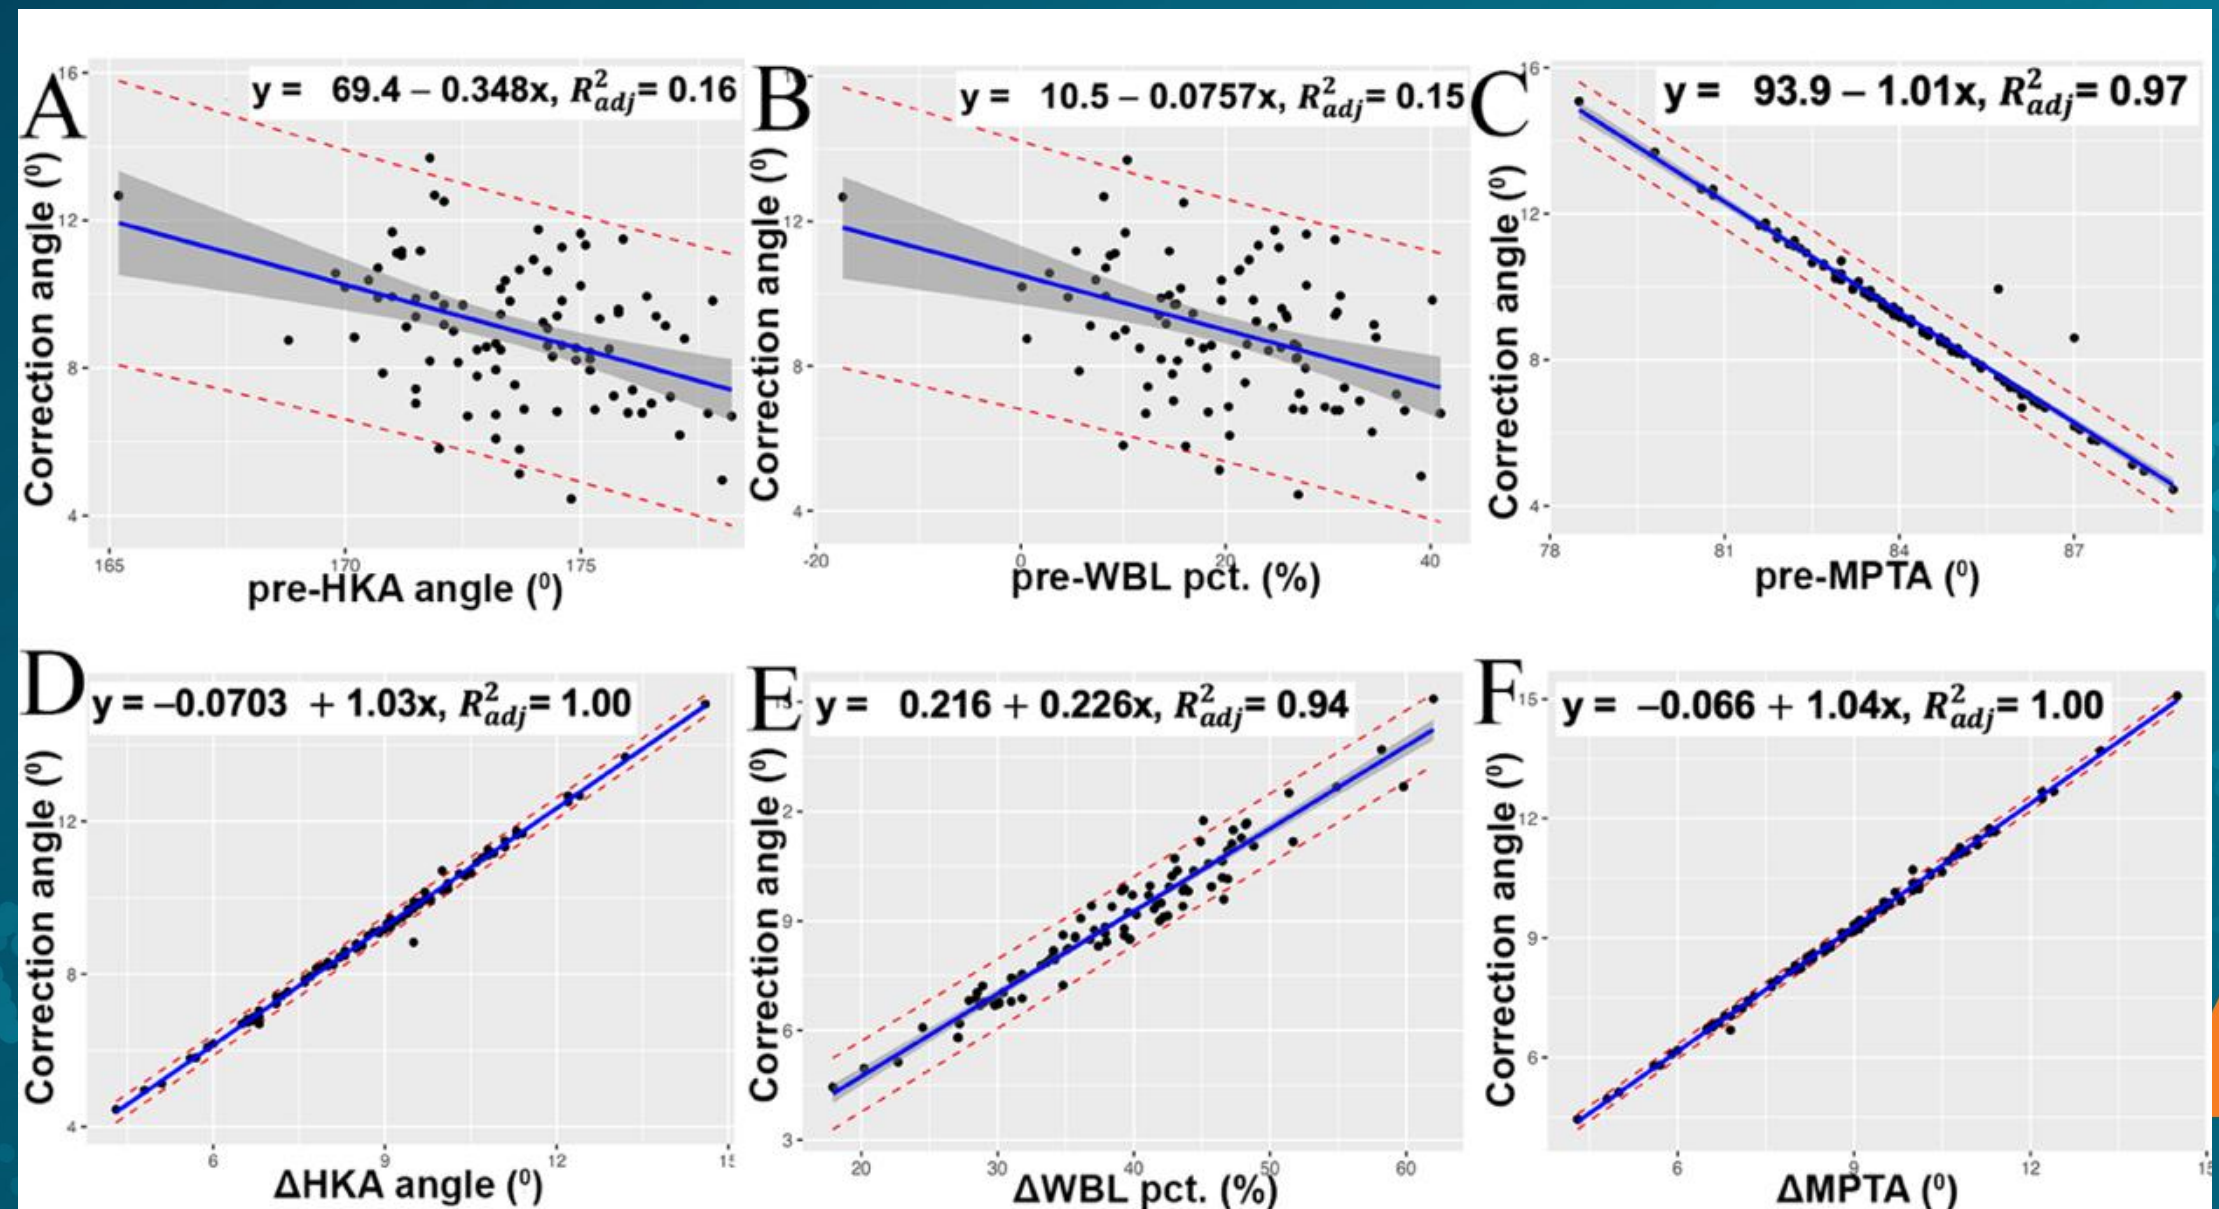 A
y = 69.4 – 0.348x, R²adj= 0.16
Correction angle (⁰)
16
12
8
4
165
170
175
pre-HKA angle (⁰)
B
y = 10.5 – 0.0757x, R²adj= 0.15
Correction angle (⁰)
12
8
4
-20
0
20
40
pre-WBL pct. (%)
C
y = 93.9 – 1.01x, R²adj= 0.97
Correction angle (⁰)
16
12
8
4
78
81
84
87
pre-MPTA (⁰)
D
y = –0.0703 + 1.03x, R²adj= 1.00
Correction angle (⁰)
12
8
4
6
9
12
15
ΔHKA angle (⁰)
E
y = 0.216 + 0.226x, R²adj= 0.94
Correction angle (⁰)
2
9
6
3
20
30
40
50
60
ΔWBL pct. (%)
F
y = –0.066 + 1.04x, R²adj= 1.00
Correction angle (⁰)
15
12
9
6
6
9
12
15
ΔMPTA (⁰)